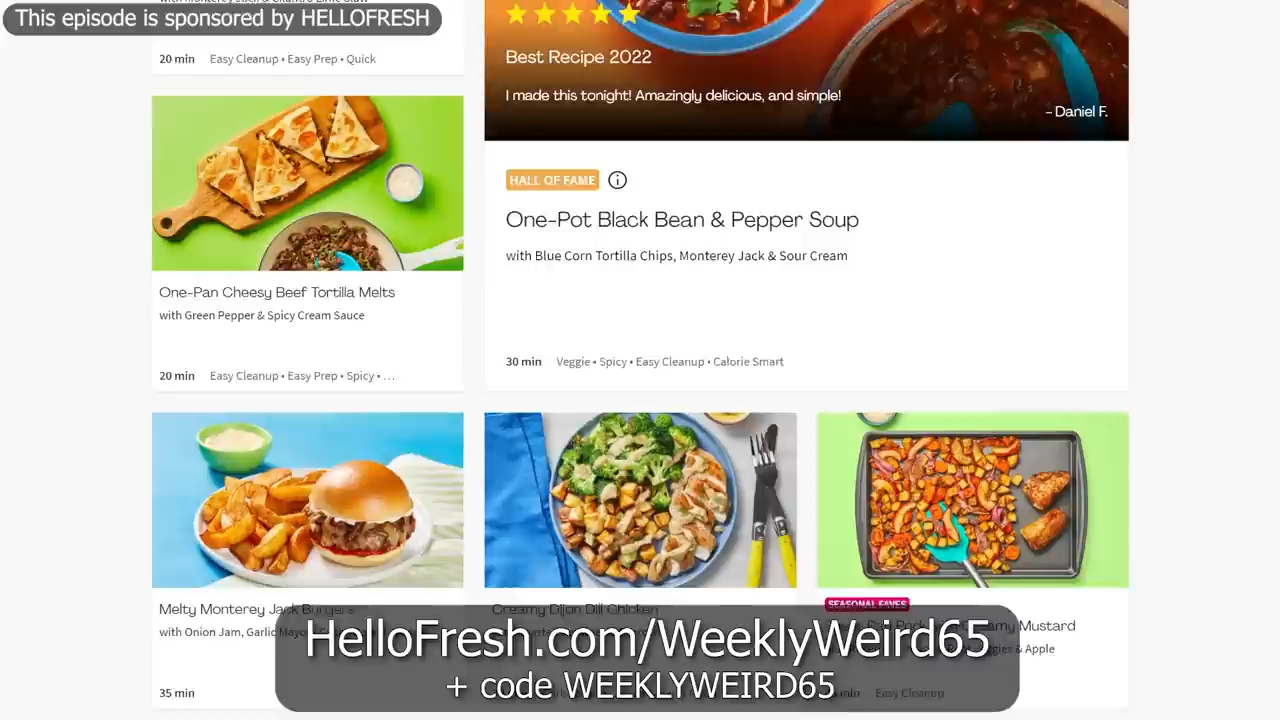 This episode is sponsored by HELLOFRESH
20 min Easy Cleanup • Easy Prep • Quick
Best Recipe 2022
I made this tonight! Amazingly delicious, and simple!
– Daniel F.
HALL OF FAME
One-Pot Black Bean & Pepper Soup
with Blue Corn Tortilla Chips, Monterey Jack & Sour Cream
30 min Veggie • Spicy • Easy Cleanup • Calorie Smart
One-Pan Cheesy Beef Tortilla Melts
with Green Pepper & Spicy Cream Sauce
20 min Easy Cleanup • Easy Prep • Spicy • …
Melty Monterey Jack Burgers
with Onion Jam, Garlic Mayo
35 min
Creamy Dijon Dill Chicken
SEASONAL FAVES
Creamy Mustard
& Apple
min Easy Cleanup
HelloFresh.com/WeeklyWeird65
+ code WEEKLYWEIRD65